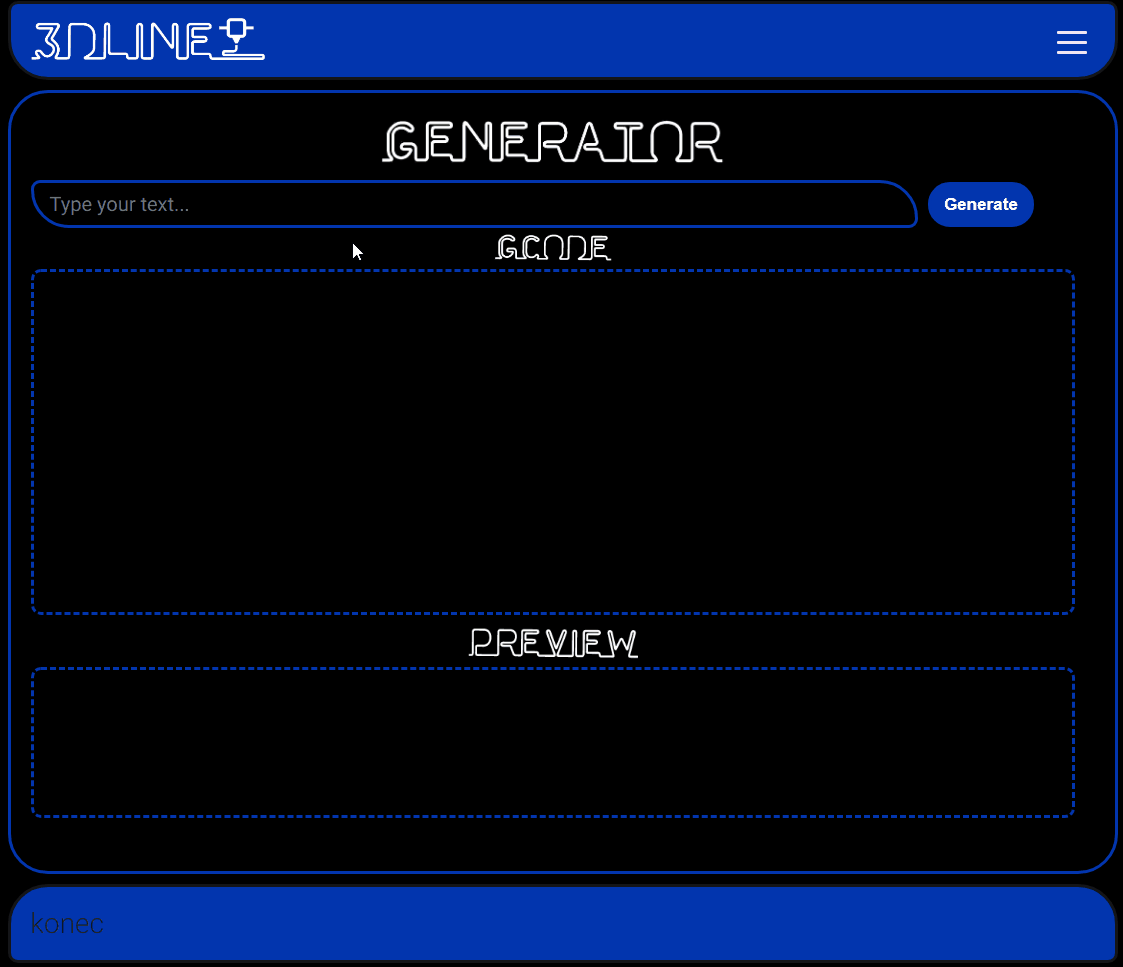 3DLINE
GENERATOR
Type your text...
Generate
GCODE
PREVIEW
konec